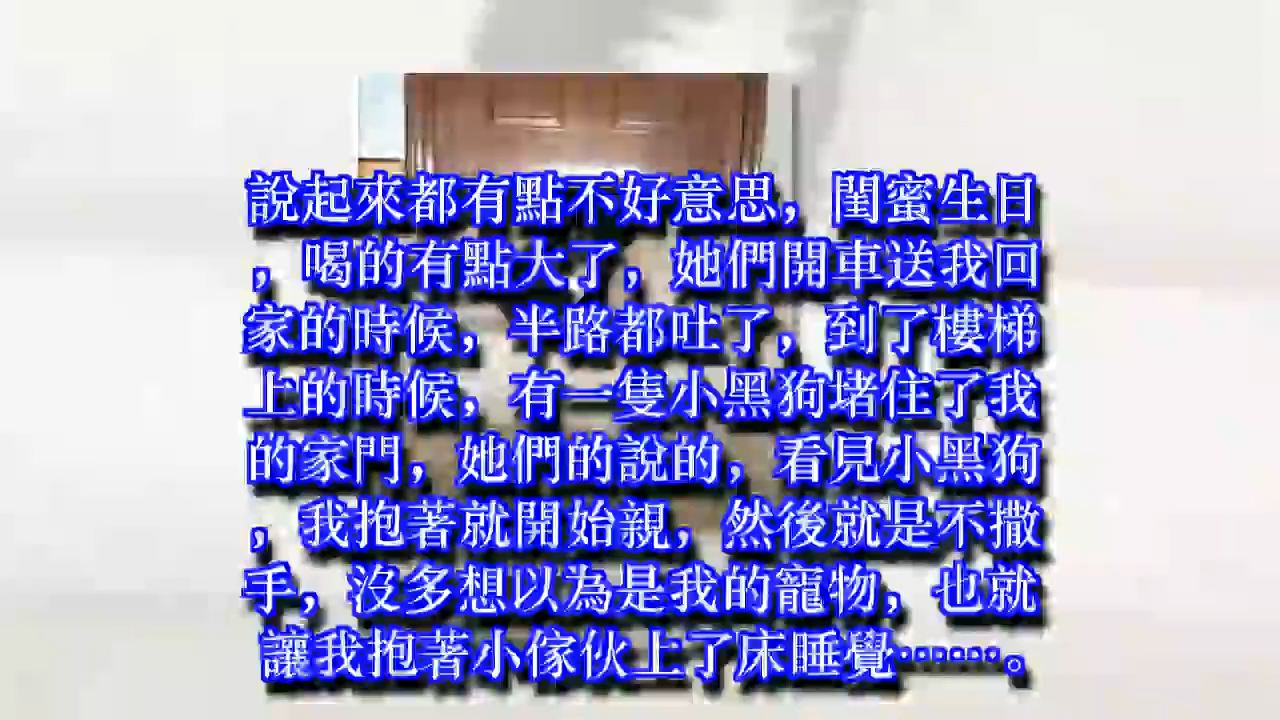 說起來都有點不好意思，閨蜜生日
，喝的有點大了，她們開車送我回
家的時候，半路都吐了，到了樓梯
上的時候，有一隻小黑狗堵住了我
的家門，她們的說的，看見小黑狗
，我抱著就開始親，然後就是不撒
手，沒多想以為是我的寵物，也就
讓我抱著小傢伙上了床睡覺……。